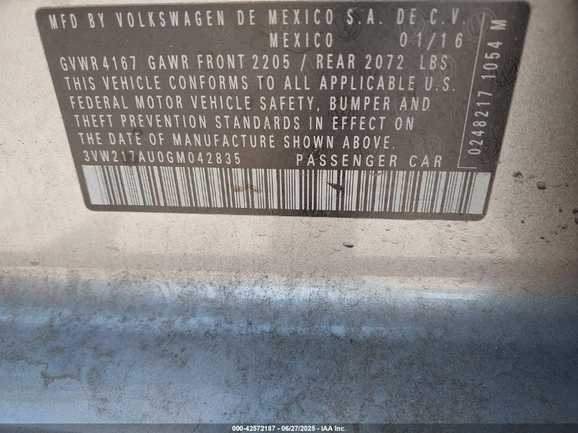 MFD BY VOLKSWAGEN DE MEXICO S.A. DE C.V.
MEXICO 01/16
GVWR 4167 GAWR FRONT 2205 / REAR 2072 LBS
THIS VEHICLE CONFORMS TO ALL APPLICABLE U.S.
FEDERAL MOTOR VEHICLE SAFETY, BUMPER AND
THEFT PREVENTION STANDARDS IN EFFECT ON
THE DATE OF MANUFACTURE SHOWN ABOVE.
3VW217AU0GM042835 PASSENGER CAR
0248217 1054 M
000-42572187 - 06/27/2025 - IAA Inc.